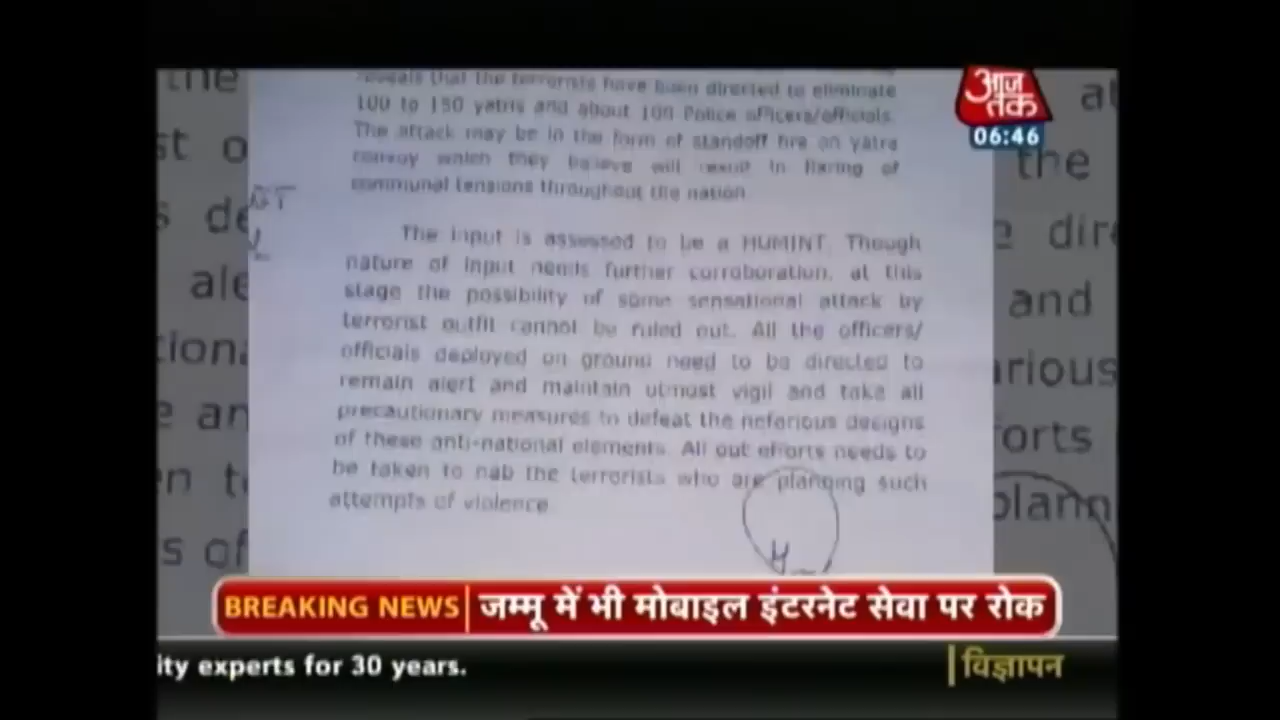 आज
तक
06:46
reveals that the terrorists have been directed to eliminate
100 to 150 yatris and about 100 Police officers/officials.
The attack may be in the form of standoff fire on yatra
convoy which they believe will result in flaring of
communal tensions throughout the nation.
The input is assessed to be a HUMINT. Though
nature of input needs further corroboration, at this
stage the possibility of some sensational attack by
terrorist outfit cannot be ruled out. All the officers/
officials deployed on ground need to be directed to
remain alert and maintain utmost vigil and take all
precautionary measures to defeat the nefarious designs
of these anti-national elements. All out efforts needs to
be taken to nab the terrorists who are planging such
attempts of violence
BREAKING NEWS जम्मू में भी मोबाइल इंटरनेट सेवा पर रोक
ity experts for 30 years.
विज्ञापन